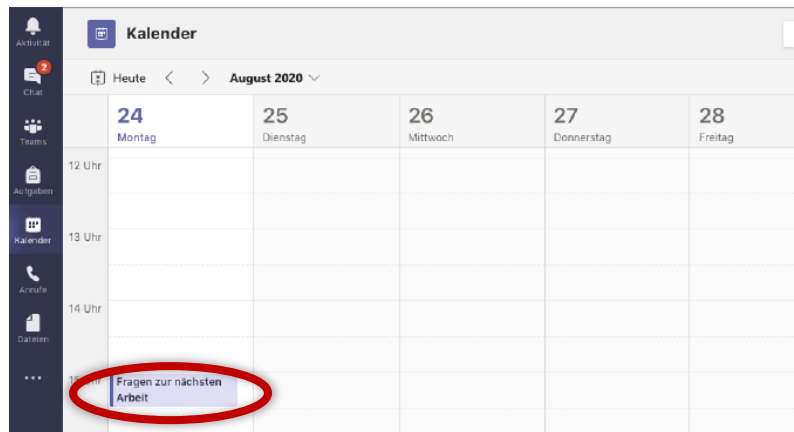 Aktivität
Kalender
2
Chat
Heute
August 2020
Teams
24
25
26
27
28
Montag
Dienstag
Mittwoch
Donnerstag
Freitag
12 Uhr
Aufgaben
Kalender
13 Uhr
Anrufe
14 Uhr
Dateien
Fragen zur nächsten
Arbeit